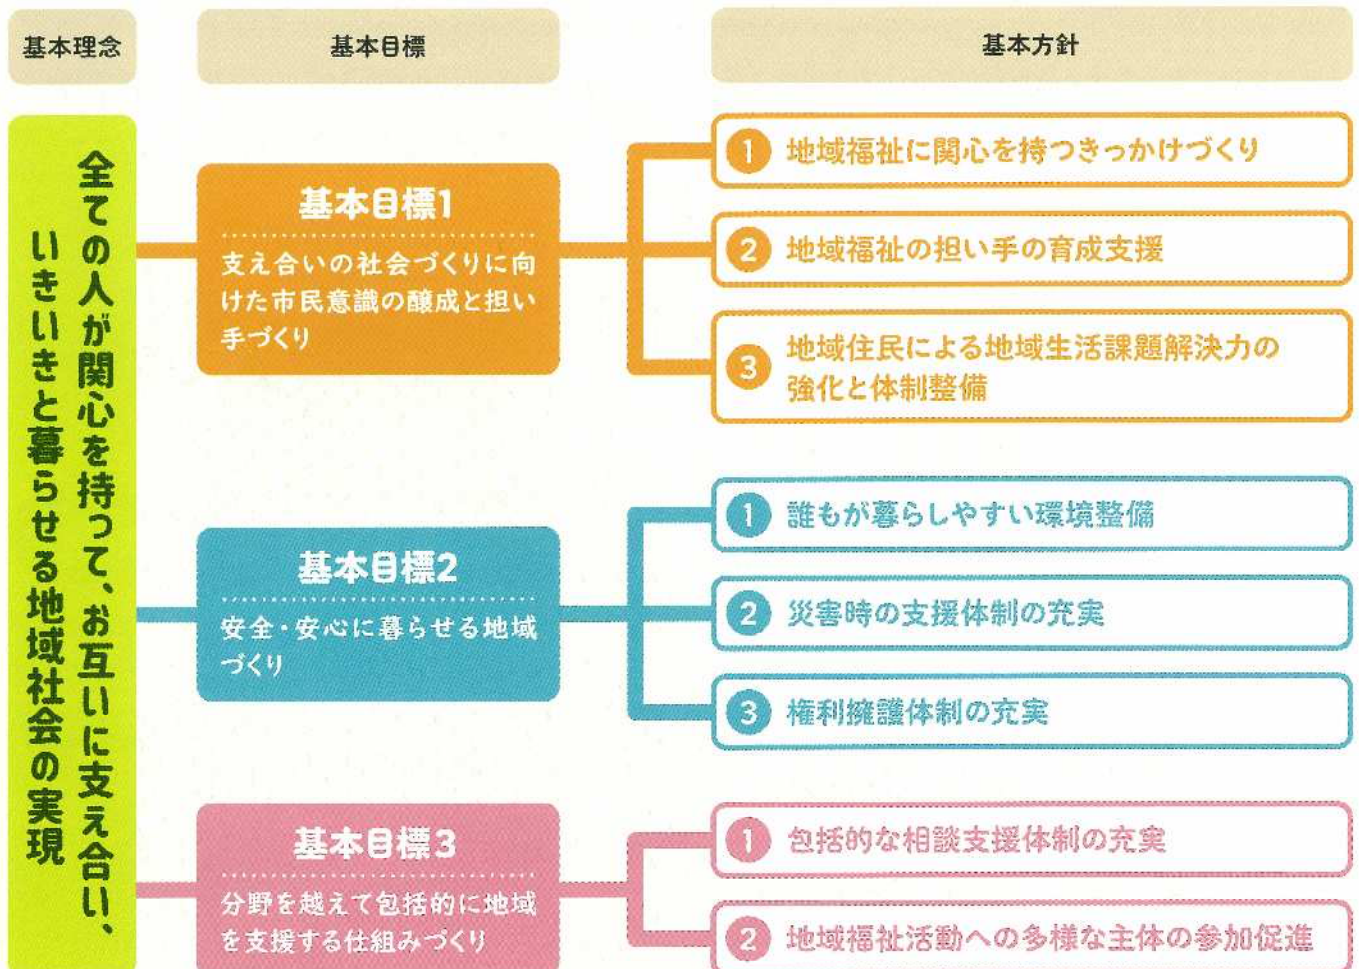 基本理念
基本目標
基本方針
全ての人が関心を持って、お互いに支え合い、
いきいきと暮らせる地域社会の実現
基本目標1
支え合いの社会づくりに向
けた市民意識の醸成と担い
手づくり
1 地域福祉に関心を持つきっかけづくり
2 地域福祉の担い手の育成支援
3 地域住民による地域生活課題解決力の
強化と体制整備
基本目標2
安全・安心に暮らせる地域
づくり
1 誰もが暮らしやすい環境整備
2 災害時の支援体制の充実
3 権利擁護体制の充実
基本目標3
分野を越えて包括的に地域
を支援する仕組みづくり
1 包括的な相談支援体制の充実
2 地域福祉活動への多様な主体の参加促進